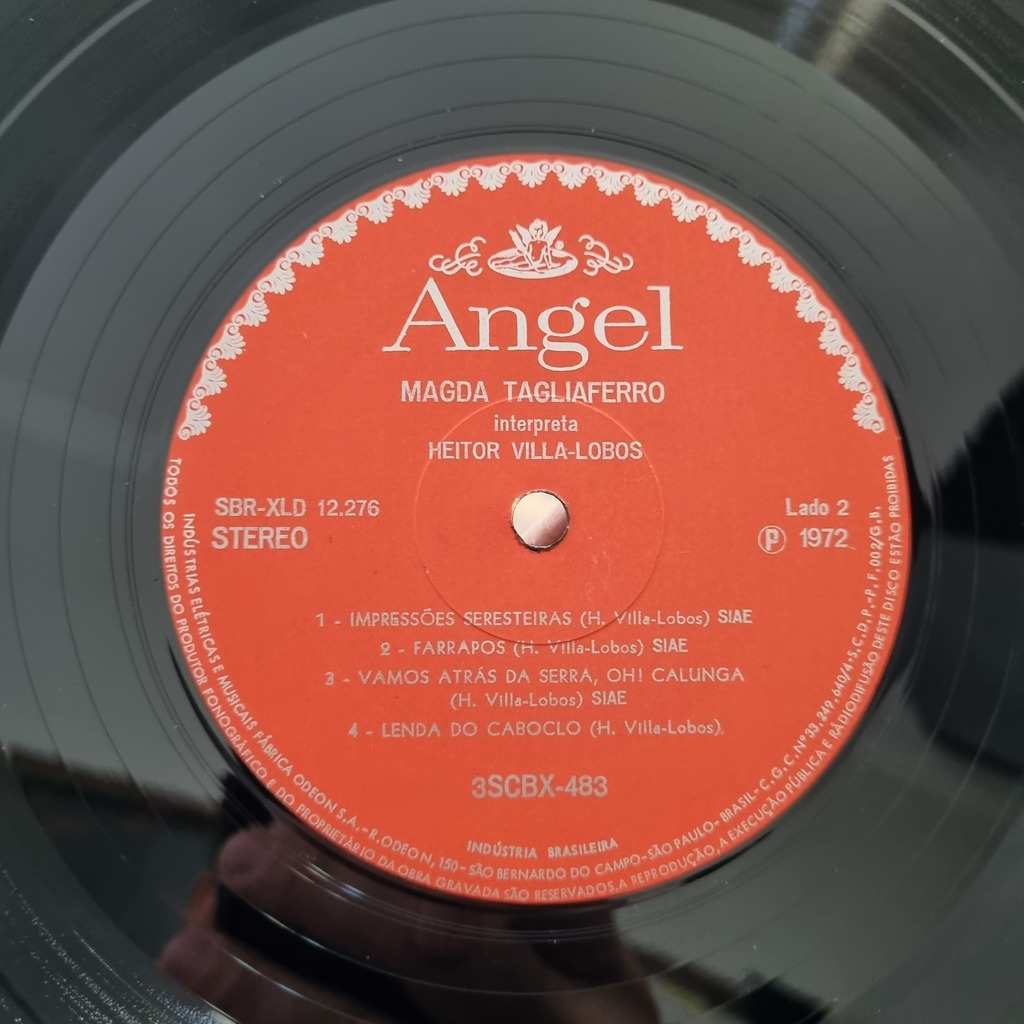 Angel
MAGDA TAGLIAFERRO
interpreta
HEITOR VILLA-LOBOS
SBR-XLD 12.276
STEREO
Lado 2
Ⓟ 1972
1 - IMPRESSÕES SERESTEIRAS (H. Villa-Lobos) SIAE
2 - FARRAPOS (H. Villa-Lobos) SIAE
3 - VAMOS ATRÁS DA SERRA, OH! CALUNGA
(H. Villa-Lobos) SIAE
4 - LENDA DO CABOCLO (H. Villa-Lobos)
3SCBX-483
INDÚSTRIA BRASILEIRA
INDÚSTRIAS ELÉTRICAS E MUSICAIS FÁBRICA ODEON S.A. - R. ODEON, 150 - SÃO BERNARDO DO CAMPO - SÃO PAULO - BRASIL - C.G.C. Nº 33.249.640/4 - S.C.D.P. - P.F. 002/G.B.
TODOS OS DIREITOS DO PRODUTOR FONOGRÁFICO E DO PROPRIETÁRIO DA OBRA GRAVADA SÃO RESERVADOS. A REPRODUÇÃO, A EXECUÇÃO PÚBLICA E RÁDIODIFUSÃO DESTE DISCO ESTÃO PROIBIDAS